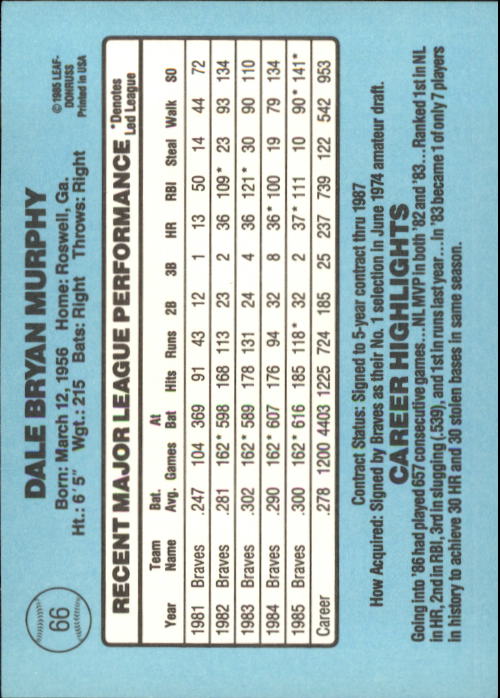 66
DALE BRYAN MURPHY
Born: March 12, 1956 Home: Roswell, Ga.
Ht.: 6' 5" Wgt.: 215 Bats: Right Throws: Right
© 1985 LEAF-
DONRUSS
Printed in USA
RECENT MAJOR LEAGUE PERFORMANCE *Denotes Led League
Year Team Name Bat. Avg. Games At Bat Hits Runs 2B 3B HR RBI Steal Walk SO
1981 Braves .247 104 369 91 43 12 1 13 50 14 44 72
1982 Braves .281 162* 598 168 113 23 2 36 109* 23 93 134
1983 Braves .302 162* 589 178 131 24 4 36 121* 30 90 110
1984 Braves .290 162* 607 176 94 32 8 36* 100 19 79 134
1985 Braves .300 162* 616 185 118* 32 2 37* 111 10 90* 141*
Career .278 1200 4403 1225 724 185 25 237 739 122 542 953
Contract Status: Signed to 5-year contract thru 1987
How Acquired: Signed by Braves as their No. 1 selection in June 1974 amateur draft.
CAREER HIGHLIGHTS
Going into '86 had played 657 consecutive games...NL MVP in both '82 and '83...Ranked 1st in NL
in HR, 2nd in RBI, 3rd in slugging (.539), and 1st in runs last year...In '83 became 1 of only 7 players
in history to achieve 30 HR and 30 stolen bases in same season.